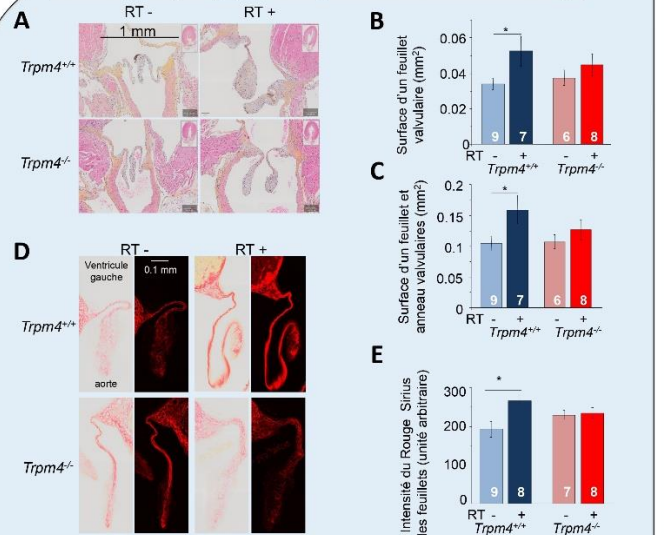 A
RT -
RT +
1 mm
Trpm4+/+
Trpm4-/-
B
Surface d'un feuillet
valvulaire (mm²)
0.06
0.04
0.02
0
*
9
7
6
8
RT - + - +
Trpm4+/+ Trpm4-/-
C
Surface d'un feuillet et
anneau valvulaires (mm²)
0.2
0.15
0.1
0.05
0
*
9
7
6
8
RT - + - +
Trpm4+/+ Trpm4-/-
D
RT -
RT +
Ventricule
gauche
0.1 mm
aorte
Trpm4+/+
Trpm4-/-
E
Intensité du Rouge Sirius
les feuillets (unité arbitraire)
300
200
100
0
*
9
8
7
8
RT - + - +
Trpm4+/+ Trpm4-/-